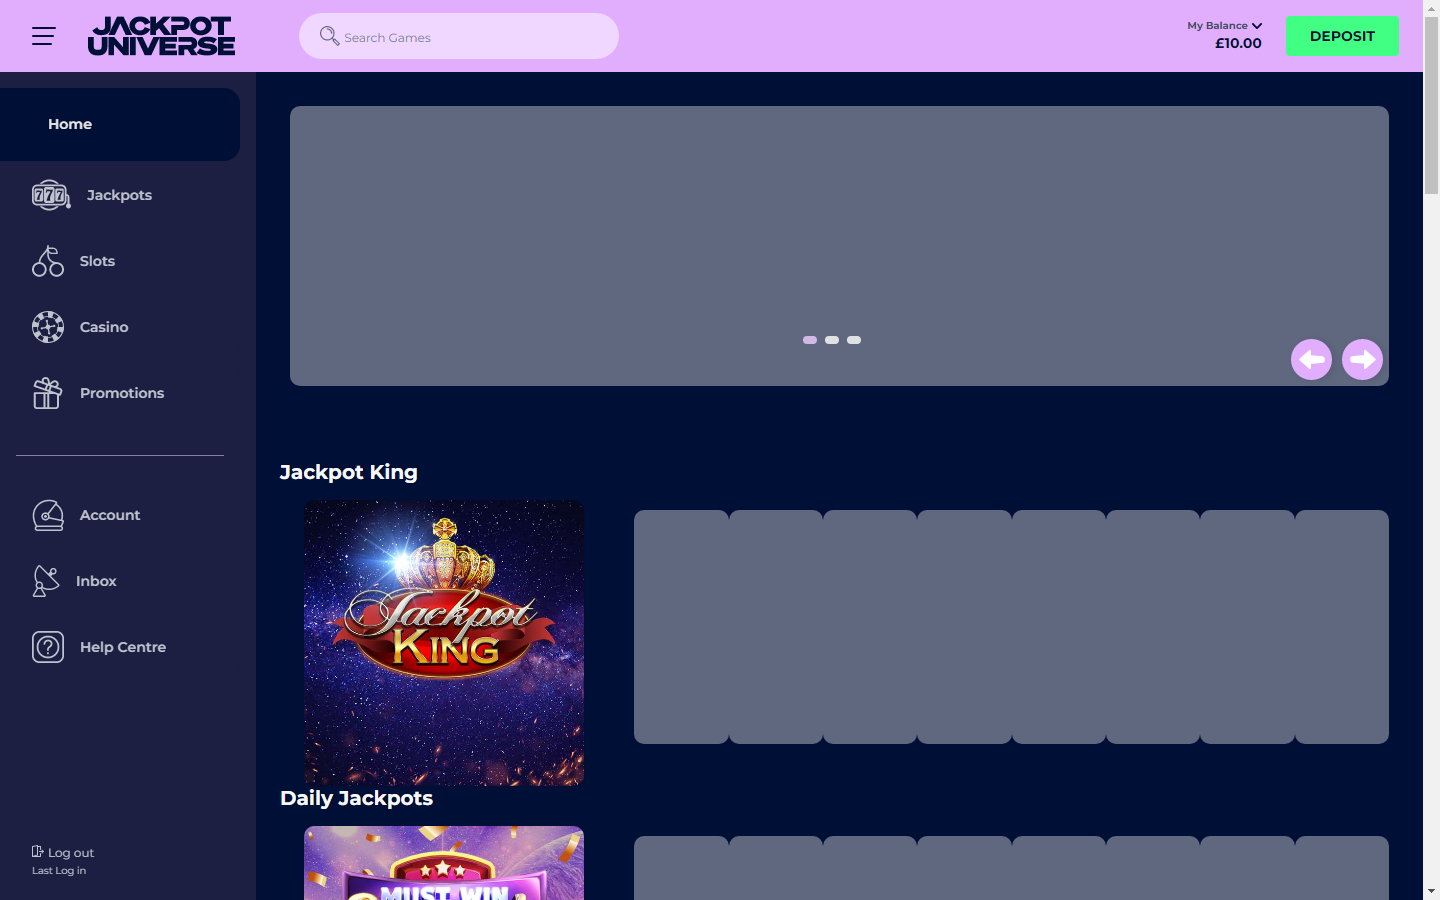 JACKPOT
UNIVERSE
Search Games
My Balance
£10.00
DEPOSIT
Home
777
Jackpots
Slots
Casino
Promotions
Account
Inbox
Help Centre
Log out
Last Log in
Jackpot King
Jackpot
KING
Daily Jackpots
MUST WIN